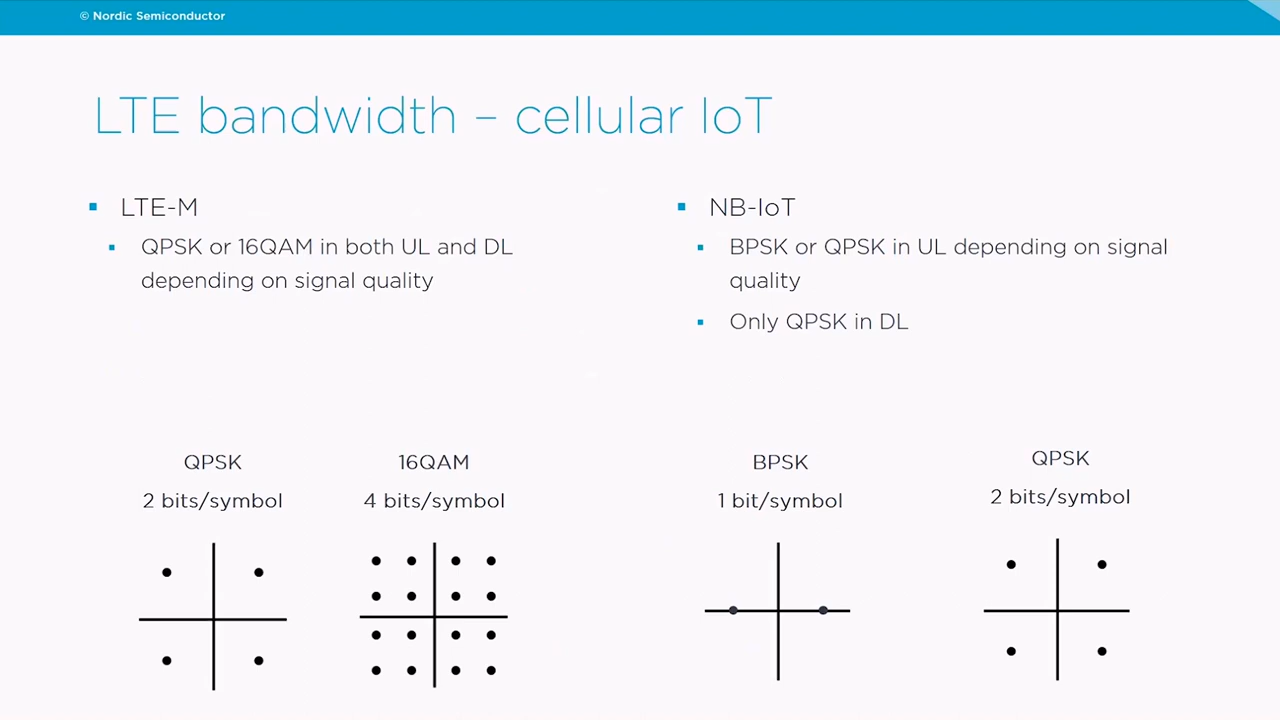 © Nordic Semiconductor
LTE bandwidth – cellular IoT
LTE-M
QPSK or 16QAM in both UL and DL
depending on signal quality
NB-IoT
BPSK or QPSK in UL depending on signal
quality
Only QPSK in DL
QPSK
2 bits/symbol
16QAM
4 bits/symbol
BPSK
1 bit/symbol
QPSK
2 bits/symbol